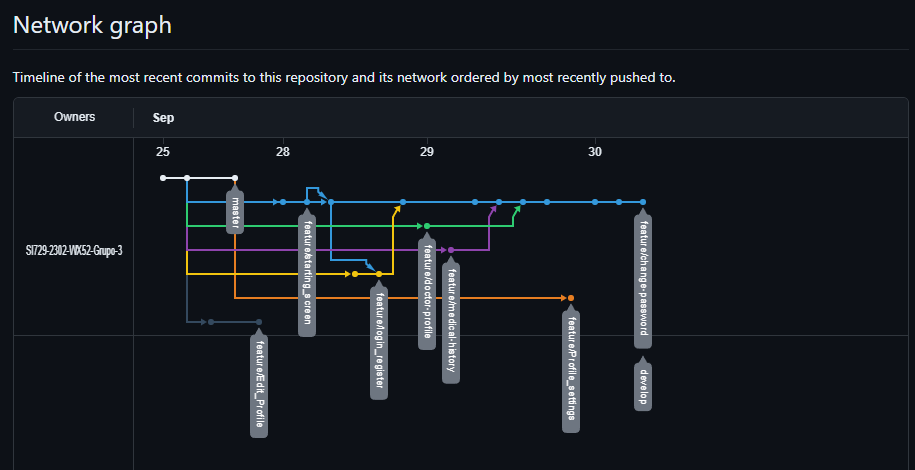 Network graph
Timeline of the most recent commits to this repository and its network ordered by most recently pushed to.
Owners
Sep
25
28
29
30
SI729-2302-WX52-Grupo-3
master
feature/starting_screen
feature/doctor-profile
feature/change-password
feature/medical-history
feature/login_register
feature/Profile_settings
feature/Edit_Profile
develop